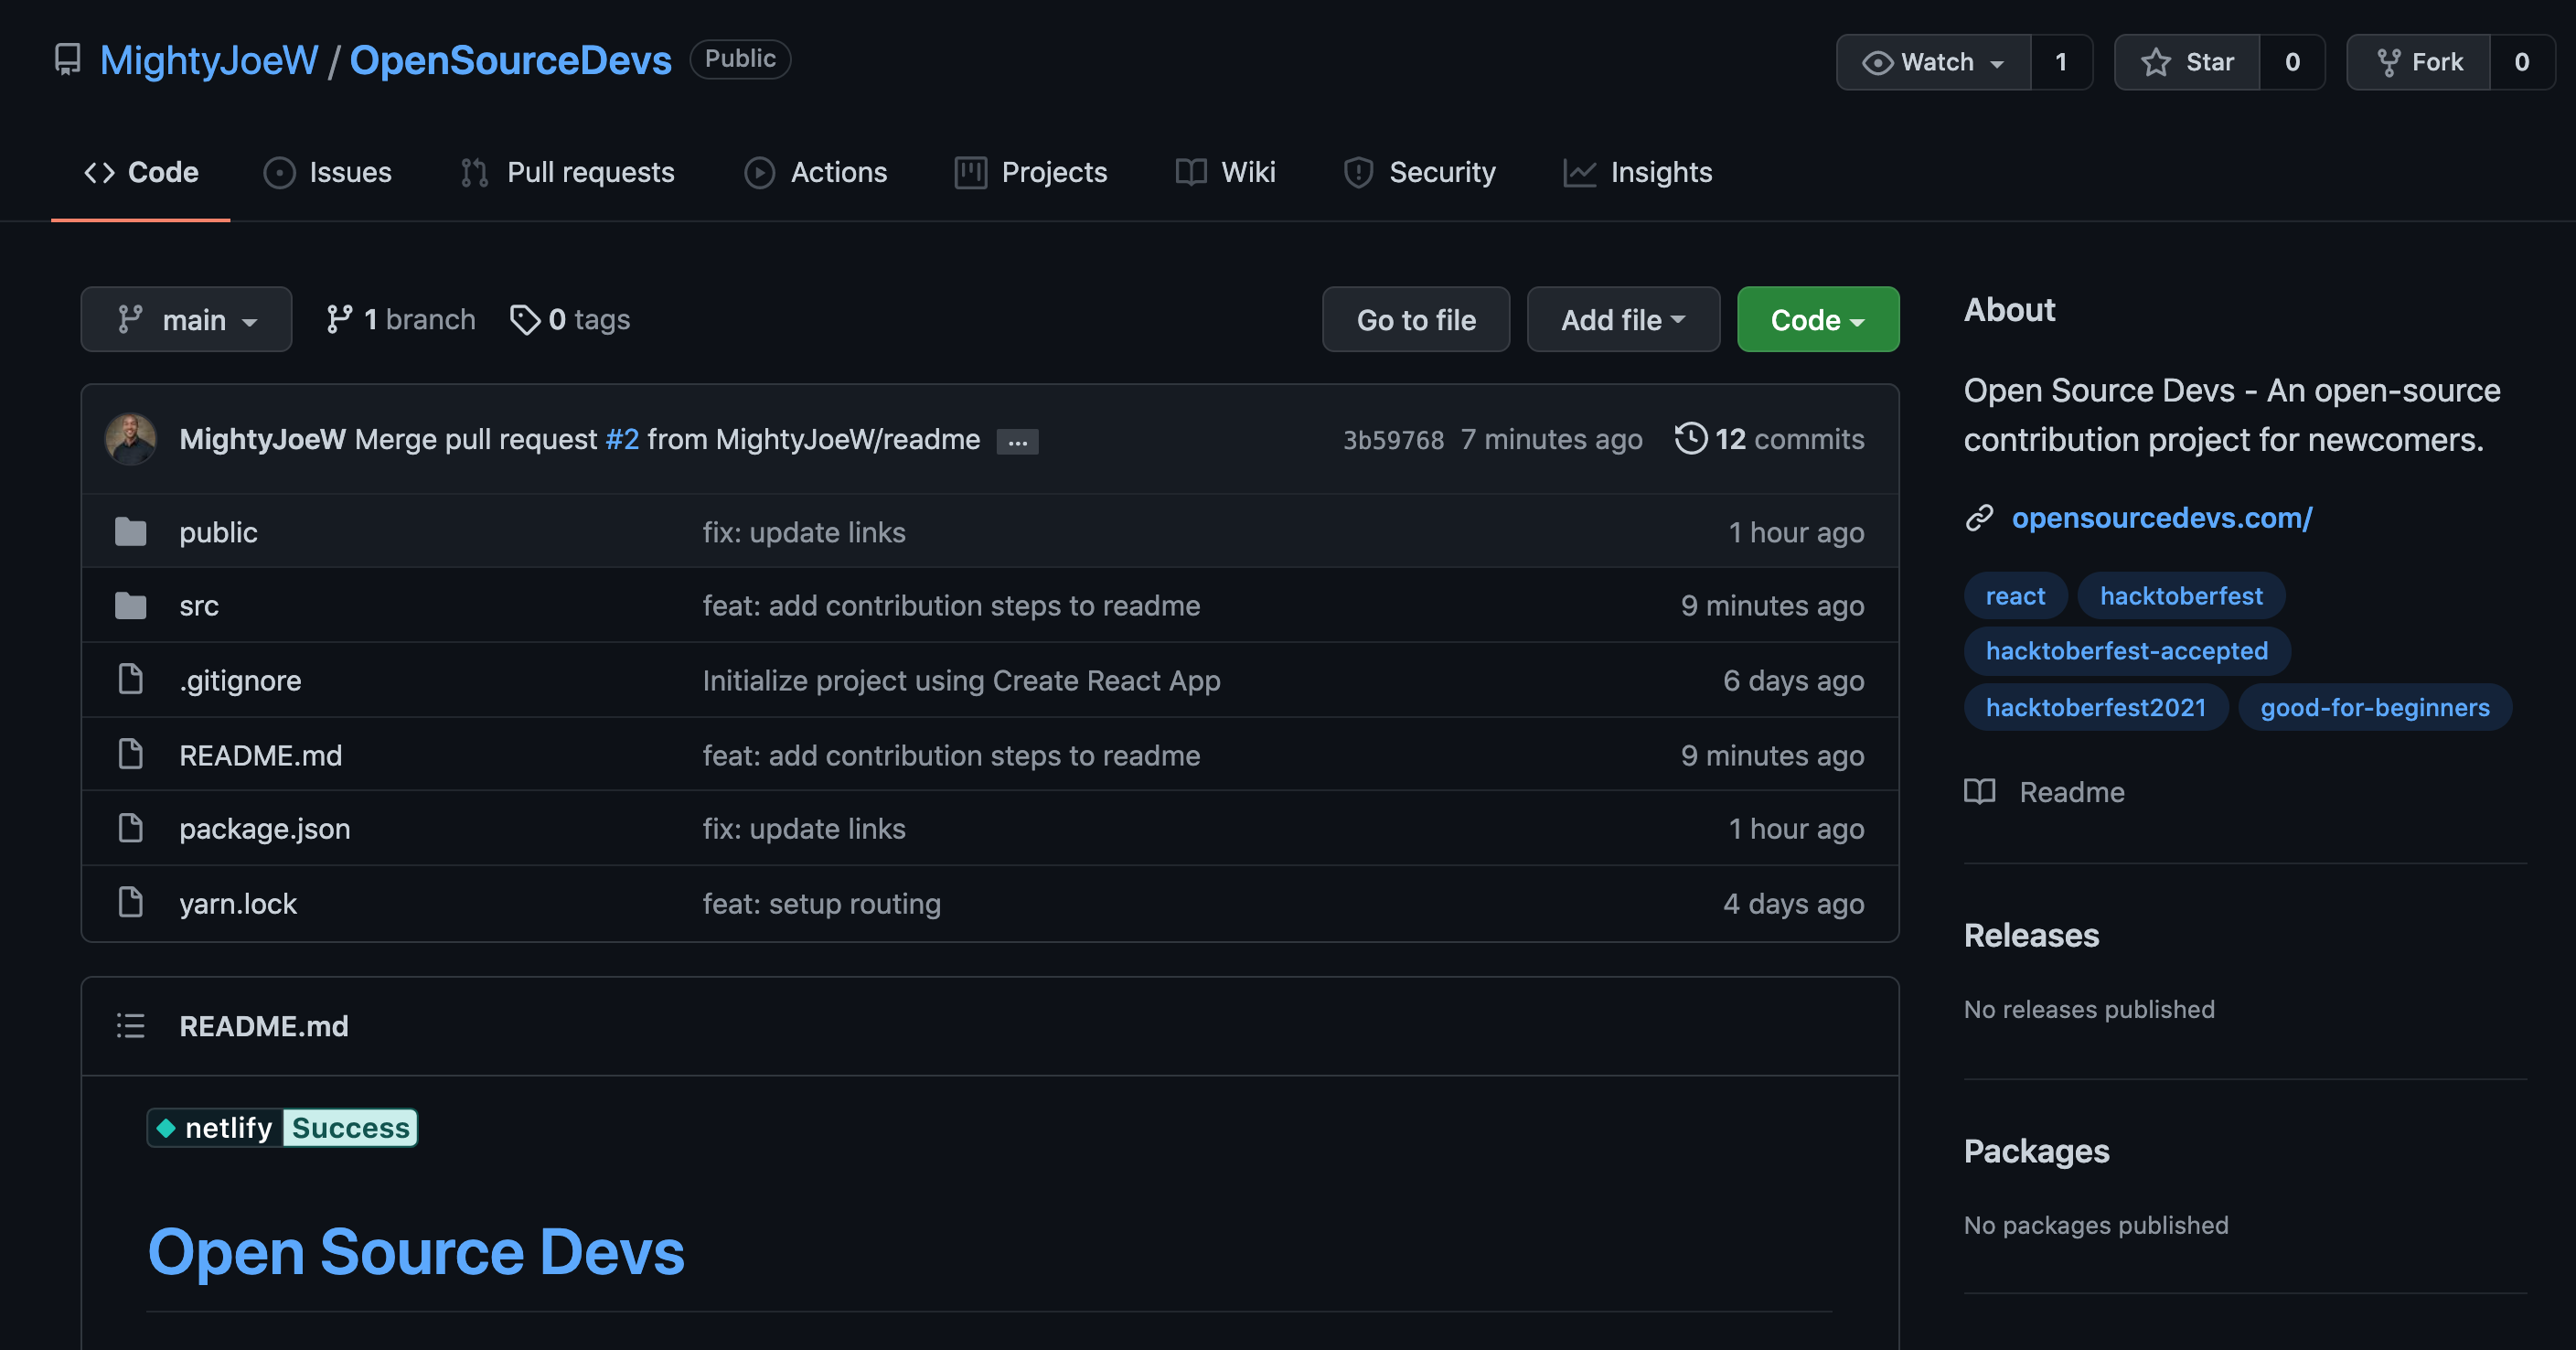 MightyJoeW / OpenSourceDevs Public
Watch 1 Star 0 Fork 0
Code Issues Pull requests Actions Projects Wiki Security Insights
main 1 branch 0 tags Go to file Add file Code
MightyJoeW Merge pull request #2 from MightyJoeW/readme ... 3b59768 7 minutes ago 12 commits
public fix: update links 1 hour ago
src feat: add contribution steps to readme 9 minutes ago
.gitignore Initialize project using Create React App 6 days ago
README.md feat: add contribution steps to readme 9 minutes ago
package.json fix: update links 1 hour ago
yarn.lock feat: setup routing 4 days ago
README.md
netlify Success
Open Source Devs
About
Open Source Devs - An open-source
contribution project for newcomers.
opensourcedevs.com/
react hacktoberfest
hacktoberfest-accepted
hacktoberfest2021 good-for-beginners
Readme
Releases
No releases published
Packages
No packages published